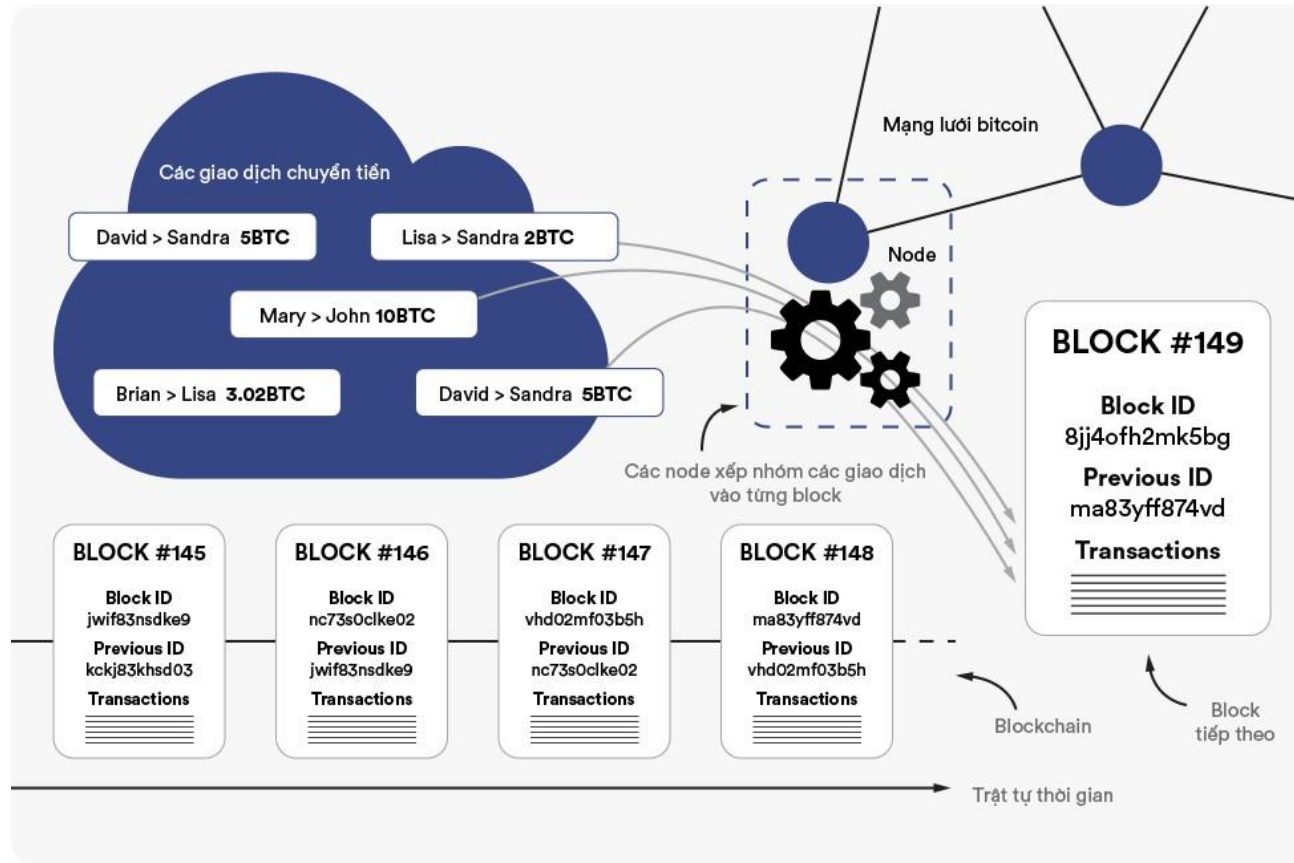 Mạng lưới bitcoin
Các giao dịch chuyển tiền
David > Sandra 5BTC
Lisa > Sandra 2BTC
Node
Mary > John 10BTC
Brian > Lisa 3.02BTC
David > Sandra 5BTC
Các node xếp nhóm các giao dịch
vào từng block
BLOCK #149
Block ID
8jj4ofh2mk5bg
Previous ID
ma83yff874vd
Transactions
BLOCK #145
Block ID
jwif83nsdke9
Previous ID
kckj83khsd03
Transactions
BLOCK #146
Block ID
nc73s0clke02
Previous ID
jwif83nsdke9
Transactions
BLOCK #147
Block ID
vhd02mf03b5h
Previous ID
nc73s0clke02
Transactions
BLOCK #148
Block ID
ma83yff874vd
Previous ID
vhd02mf03b5h
Transactions
Blockchain
Block
tiếp theo
Trật tự thời gian